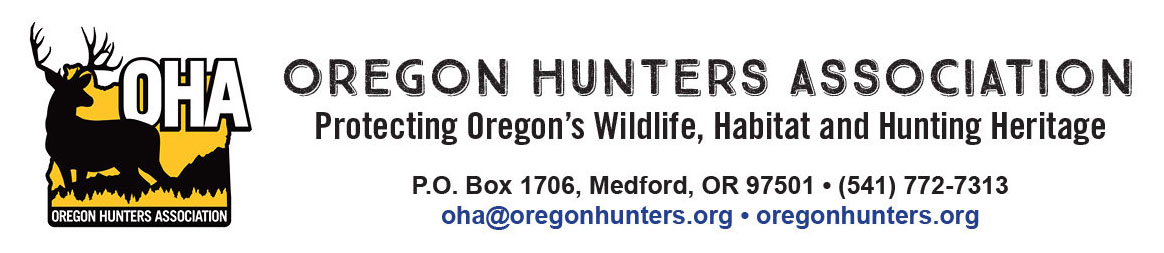 OHA
OREGON HUNTERS ASSOCIATION
OREGON HUNTERS ASSOCIATION
Protecting Oregon's Wildlife, Habitat and Hunting Heritage
P.O. Box 1706, Medford, OR 97501 • (541) 772-7313
oha@oregonhunters.org • oregonhunters.org